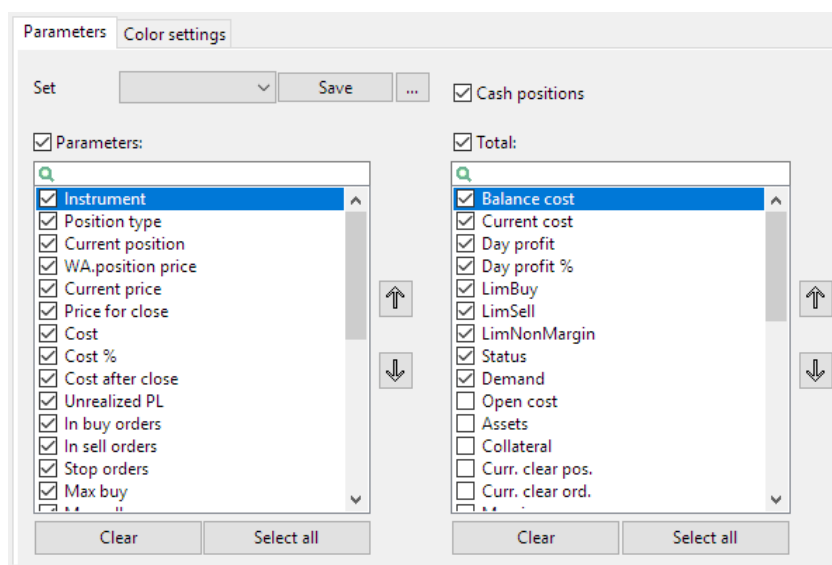 Parameters Color settings
Set Save ... Cash positions
Parameters: Total:
Instrument
Position type
Current position
WA.position price
Current price
Price for close
Cost
Cost %
Cost after close
Unrealized PL
In buy orders
In sell orders
Stop orders
Max buy
Balance cost
Current cost
Day profit
Day profit %
LimBuy
LimSell
LimNonMargin
Status
Demand
Open cost
Assets
Collateral
Curr. clear pos.
Curr. clear ord.
Clear Select all Clear Select all